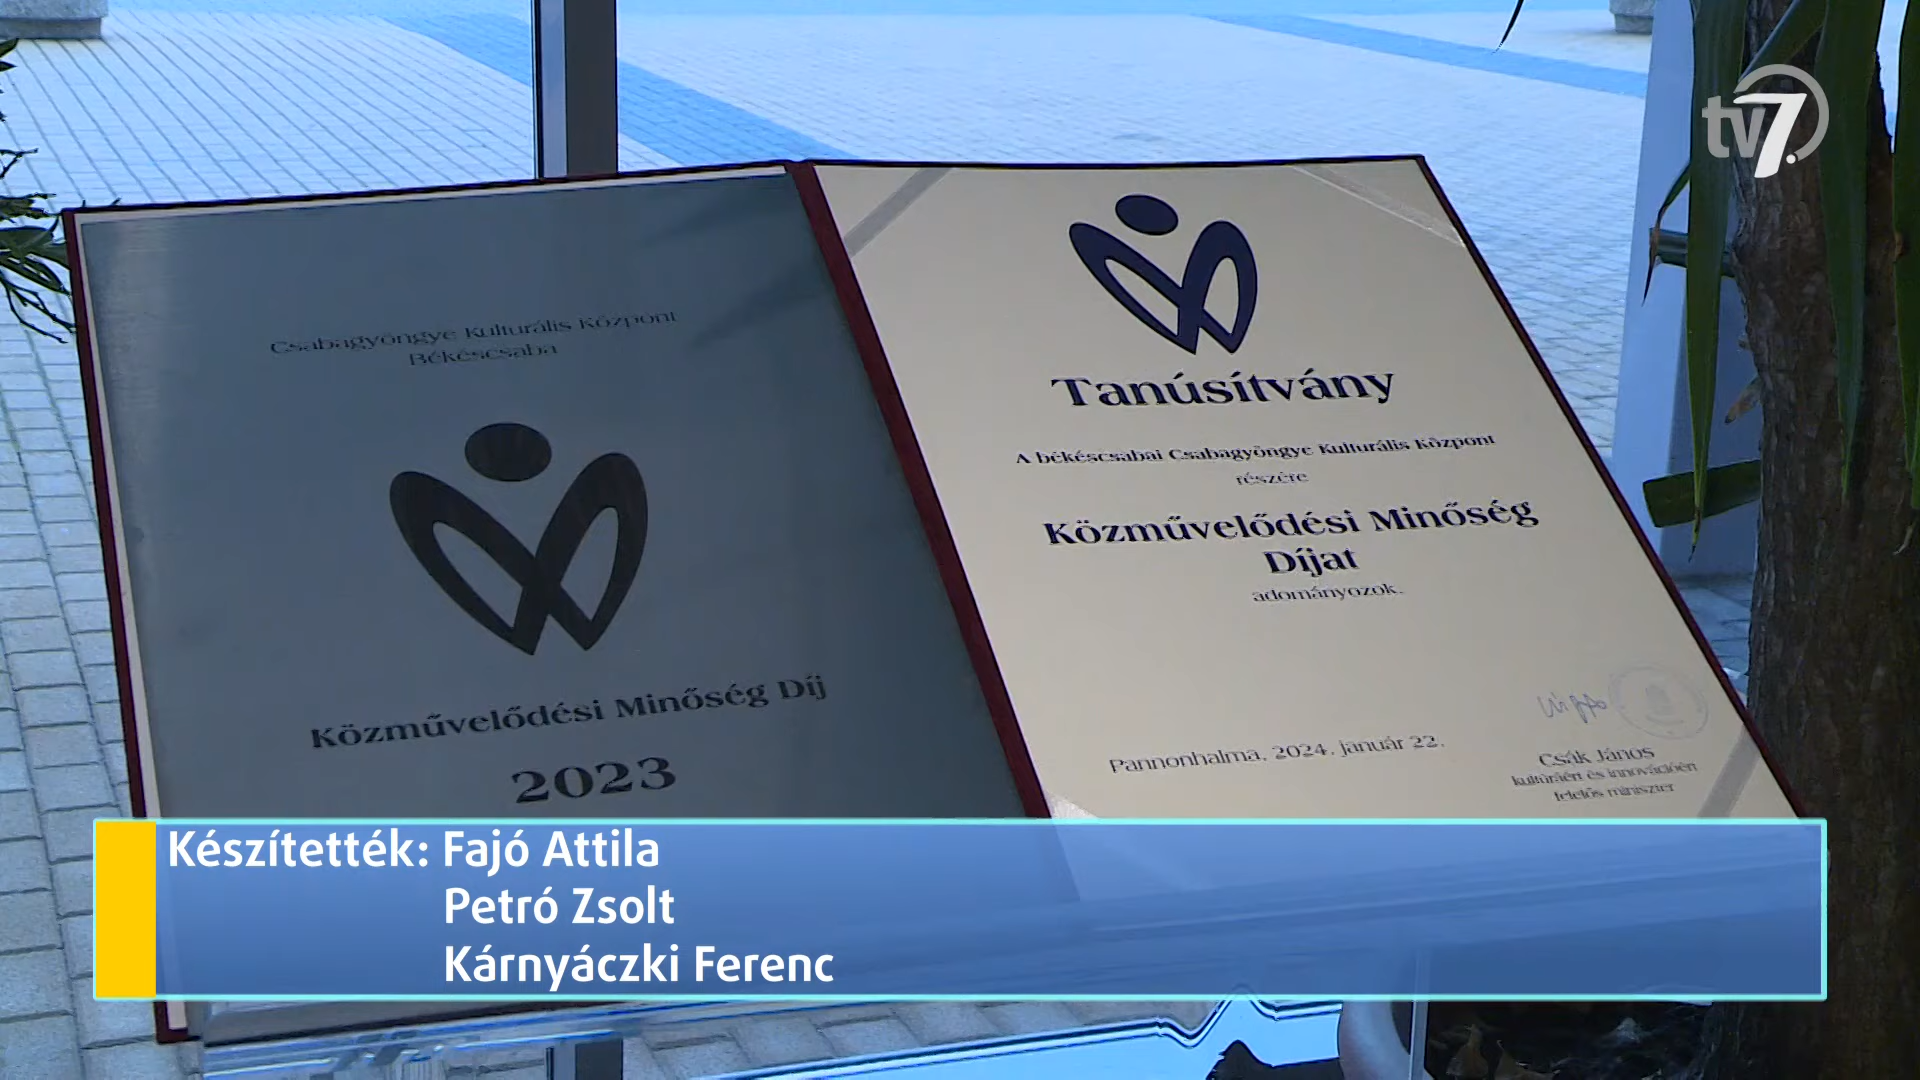 tv7.
Csabagyöngye Kulturális Központ
Békéscsaba
Közművelődési Minőség Díj
2023
Tanúsítvány
A békéscsabai Csabagyöngye Kulturális Központ
részére
Közművelődési Minőség
Díjat
adományozok.
Pannonhalma, 2024. január 22.
Csák János
kultúráért és innovációért
felelős miniszter
Készítették: Fajó Attila
Petró Zsolt
Kárnyáczki Ferenc